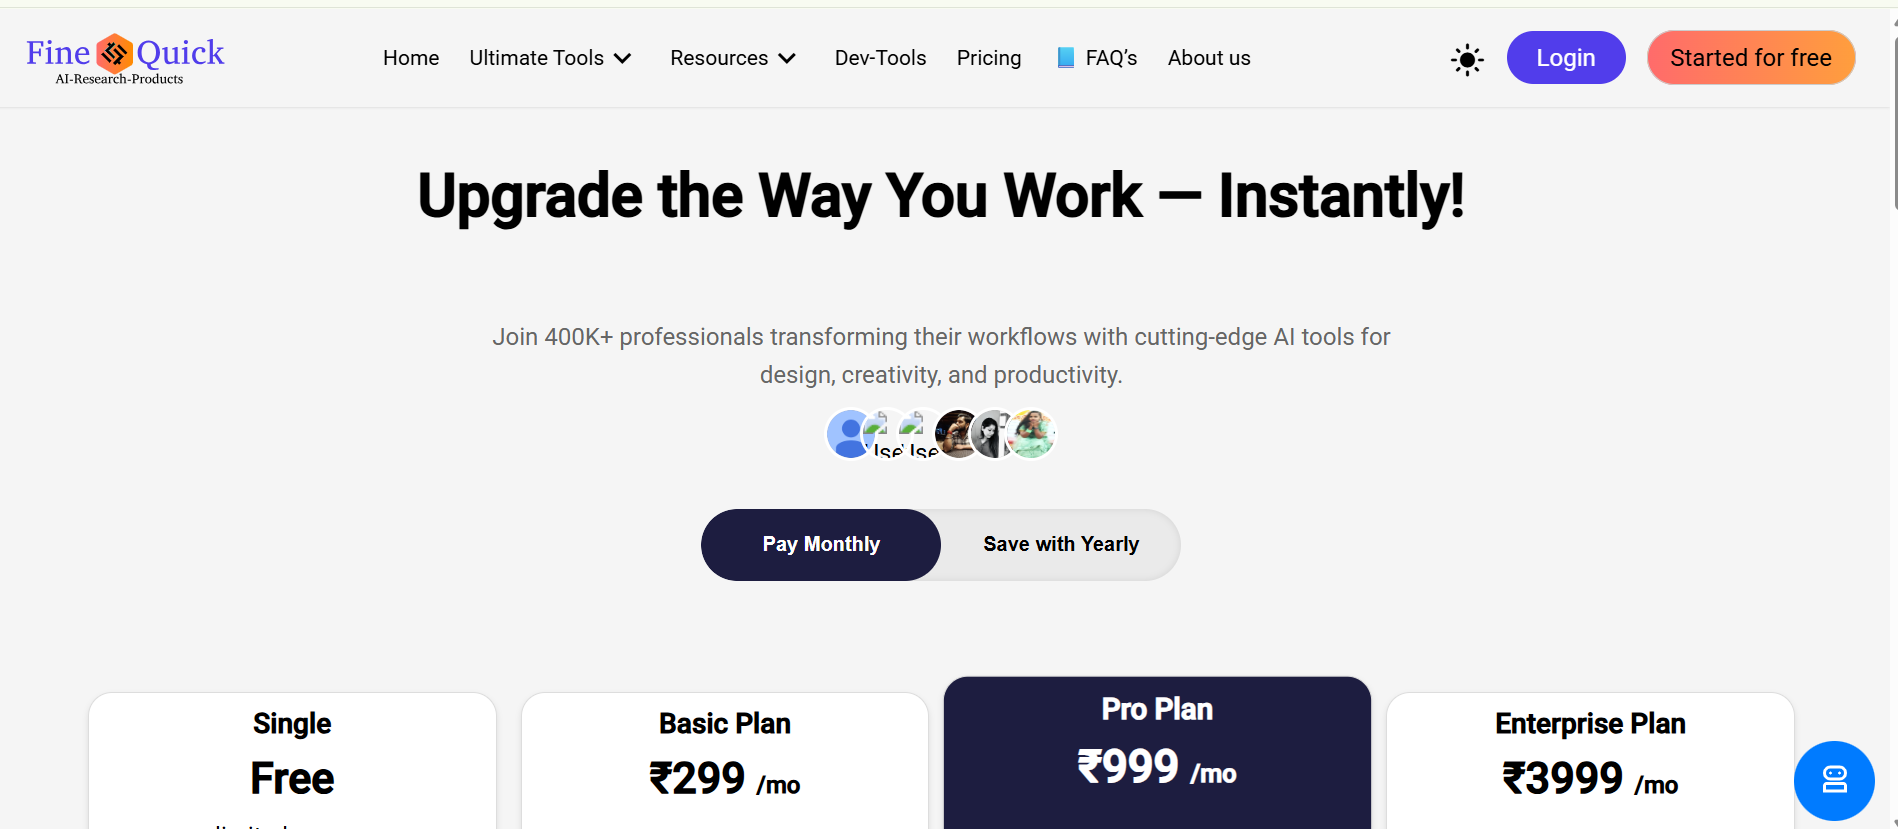 Fine Quick
AI-Research-Products
Home
Ultimate Tools
Resources
Dev-Tools
Pricing
FAQ's
About us
Login
Started for free
Upgrade the Way You Work — Instantly!
Join 400K+ professionals transforming their workflows with cutting-edge AI tools for
design, creativity, and productivity.
Pay Monthly
Save with Yearly
Single
Free
Basic Plan
₹299 /mo
Pro Plan
₹999 /mo
Enterprise Plan
₹3999 /mo